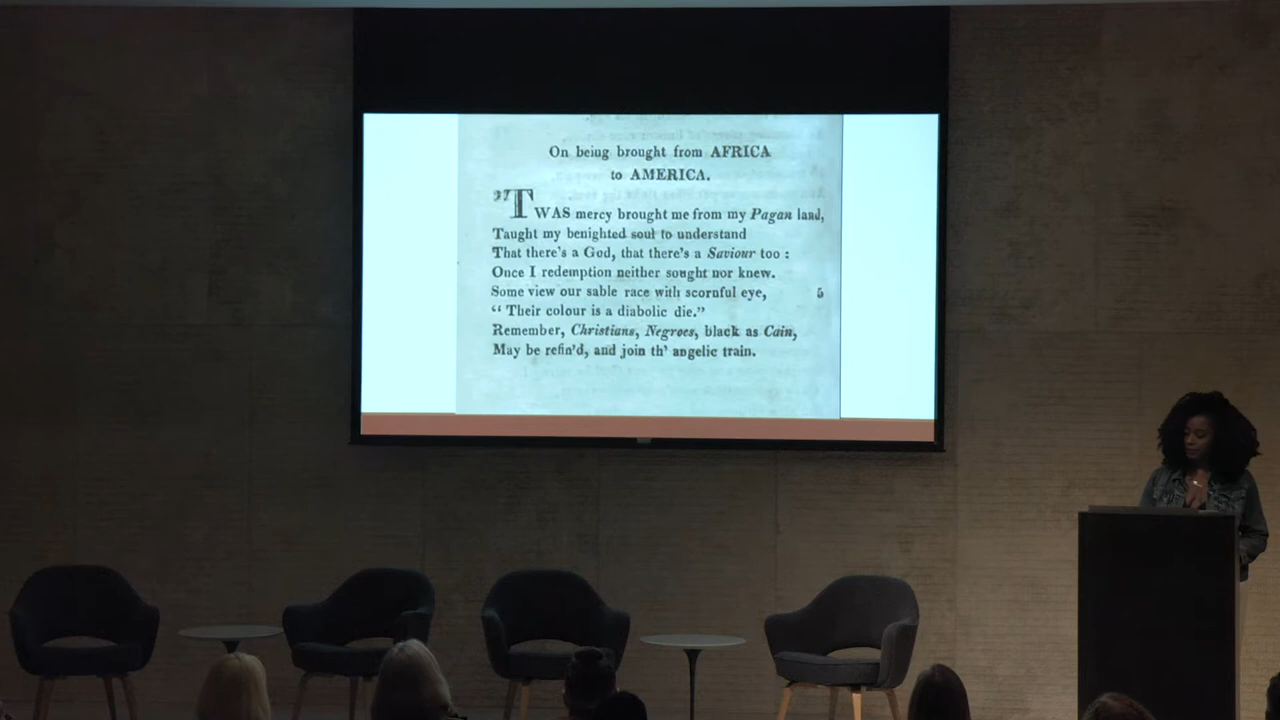 On being brought from AFRICA
to AMERICA.
'TWAS mercy brought me from my Pagan land,
Taught my benighted soul to understand
That there's a God, that there's a Saviour too :
Once I redemption neither sought nor knew.
Some view our sable race with scornful eye, 5
“ Their colour is a diabolic die.”
Remember, Christians, Negroes, black as Cain,
May be refin'd, and join th' angelic train.